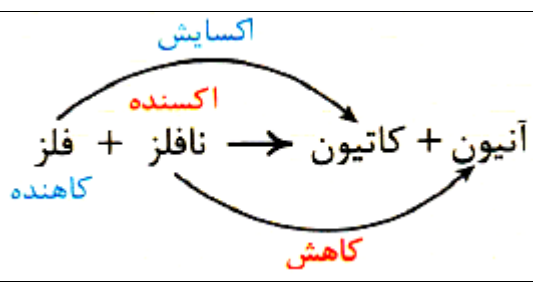 اکسایش
اکسنده
فلز + نافلز → کاتیون + آنیون
کاهنده
کاهش